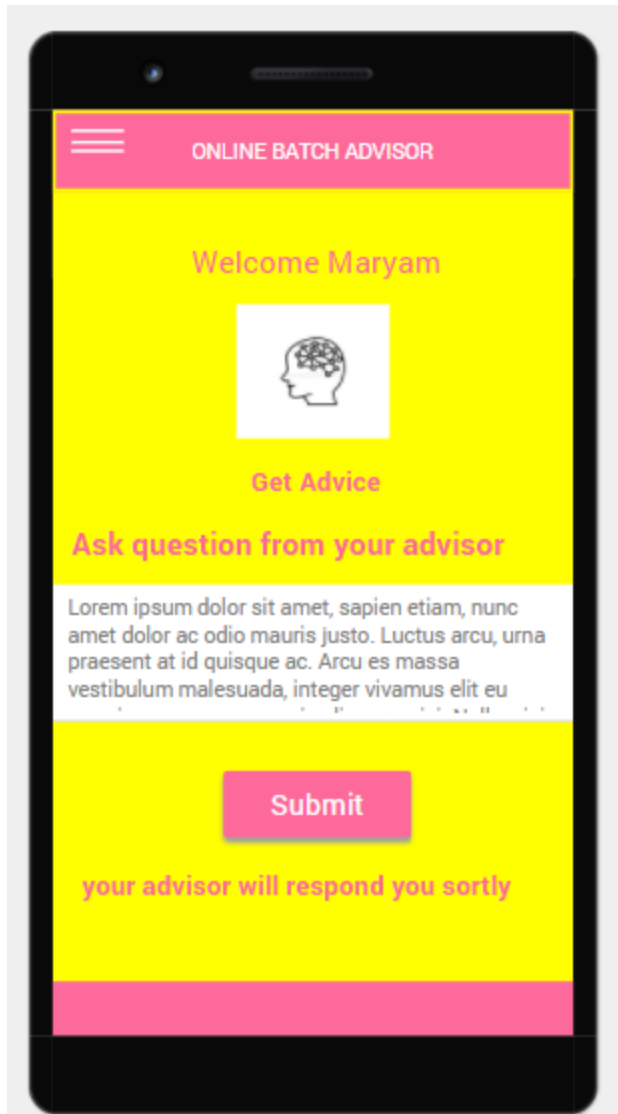 ONLINE BATCH ADVISOR
Welcome Maryam
Get Advice
Ask question from your advisor
Lorem ipsum dolor sit amet, sapien etiam, nunc
amet dolor ac odio mauris justo. Luctus arcu, urna
praesent at id quisque ac. Arcu es massa
vestibulum malesuada, integer vivamus elit eu
Submit
your advisor will respond you sortly